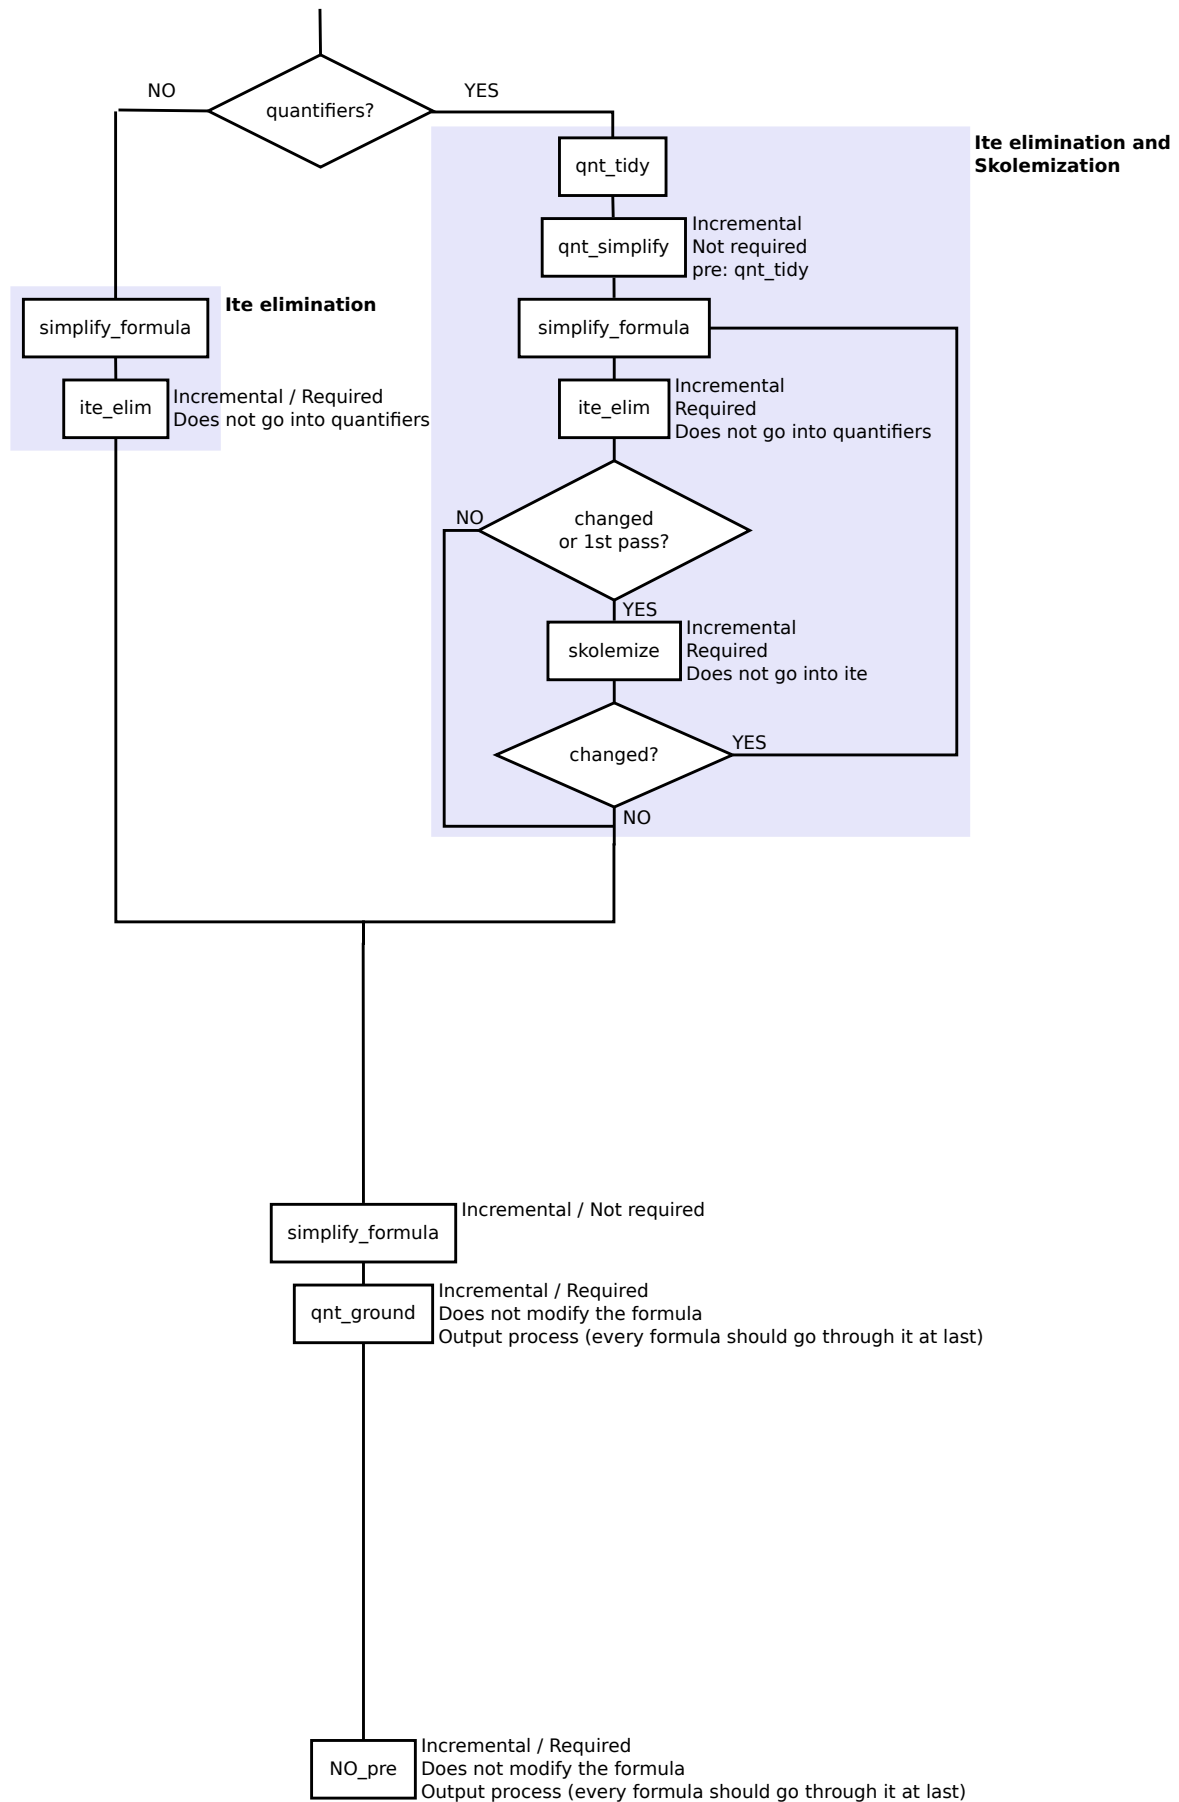 NO
YES
quantifiers?
Ite elimination and
Skolemization
qnt_tidy
qnt_simplify
Incremental
Not required
pre: qnt_tidy
Ite elimination
simplify_formula
simplify_formula
ite_elim
Incremental / Required
Does not go into quantifiers
ite_elim
Incremental
Required
Does not go into quantifiers
NO
changed
or 1st pass?
YES
skolemize
Incremental
Required
Does not go into ite
changed?
YES
NO
simplify_formula
Incremental / Not required
qnt_ground
Incremental / Required
Does not modify the formula
Output process (every formula should go through it at last)
NO_pre
Incremental / Required
Does not modify the formula
Output process (every formula should go through it at last)